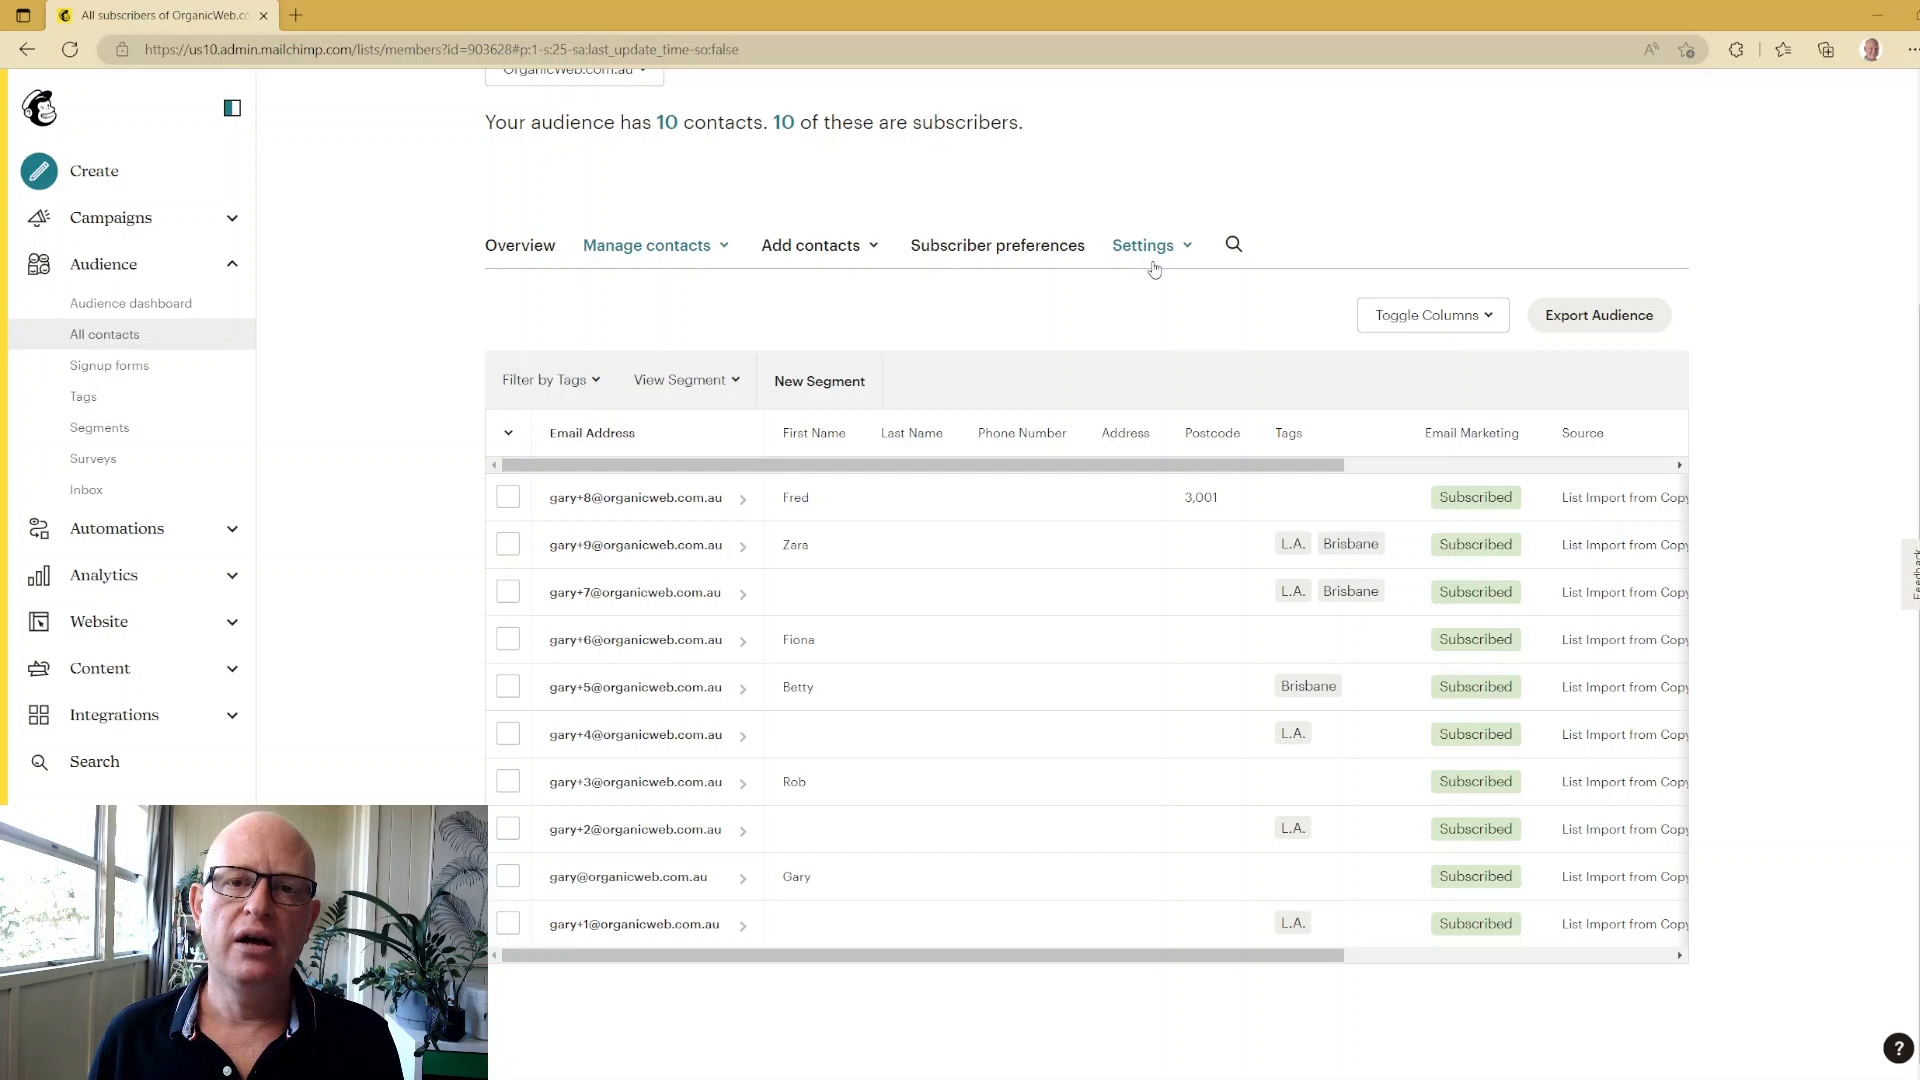 All subscribers of OrganicWeb.co
https://us10.admin.mailchimp.com/lists/members?id=903628#p:1-s:25-sa:last_update_time-so:false
OrganicWeb.com.au
Your audience has 10 contacts. 10 of these are subscribers.
Create
Campaigns
Audience
Audience dashboard
All contacts
Signup forms
Tags
Segments
Surveys
Inbox
Automations
Analytics
Website
Content
Integrations
Search
Overview Manage contacts Add contacts Subscriber preferences Settings
Toggle Columns Export Audience
Filter by Tags View Segment New Segment
Email Address First Name Last Name Phone Number Address Postcode Tags Email Marketing Source
gary+8@organicweb.com.au Fred 3,001 Subscribed List Import from Copy
gary+9@organicweb.com.au Zara L.A. Brisbane Subscribed List Import from Copy
gary+7@organicweb.com.au L.A. Brisbane Subscribed List Import from Copy
gary+6@organicweb.com.au Fiona Subscribed List Import from Copy
gary+5@organicweb.com.au Betty Brisbane Subscribed List Import from Copy
gary+4@organicweb.com.au L.A. Subscribed List Import from Copy
gary+3@organicweb.com.au Rob Subscribed List Import from Copy
gary+2@organicweb.com.au L.A. Subscribed List Import from Copy
gary@organicweb.com.au Gary Subscribed List Import from Copy
gary+1@organicweb.com.au L.A. Subscribed List Import from Copy
Feedback
?